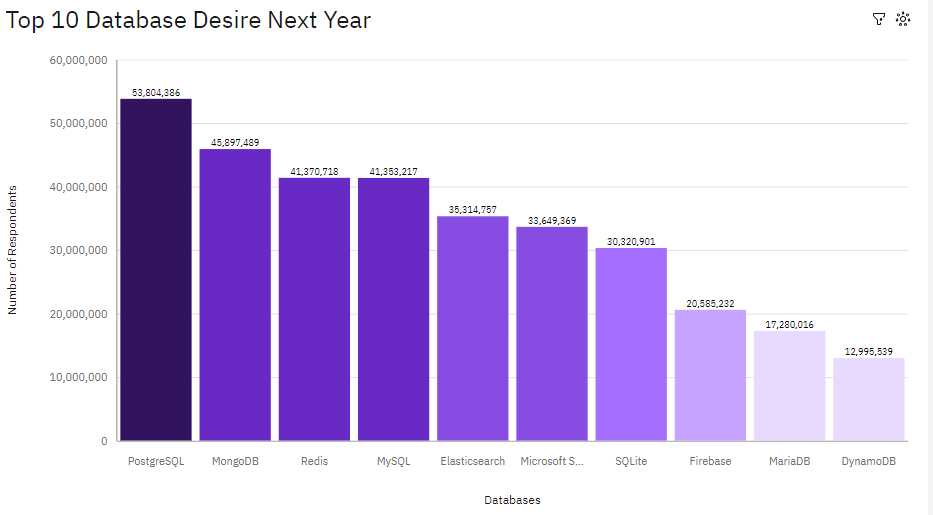 Top 10 Database Desire Next Year
60,000,000
50,000,000
40,000,000
30,000,000
20,000,000
10,000,000
0
Number of Respondents
53,804,386
45,897,489
41,370,718
41,353,217
35,314,757
33,649,369
30,320,901
20,585,232
17,280,016
12,995,539
PostgreSQL
MongoDB
Redis
MySQL
Elasticsearch
Microsoft S...
SQLite
Firebase
MariaDB
DynamoDB
Databases